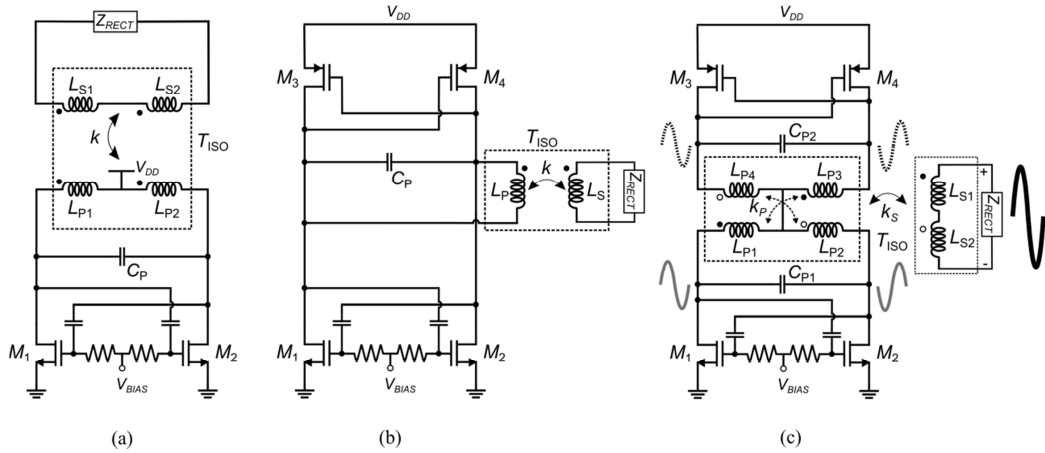 Z_RECT
L_S1 L_S2
k
T_ISO
V_DD
L_P1 L_P2
C_P
M_1 M_2
V_BIAS
(a)
V_DD
M_3 M_4
T_ISO
C_P
k
L_P L_S
Z_RECT
M_1 M_2
V_BIAS
(b)
V_DD
M_3 M_4
C_P2
L_P4 L_P3
k_P
L_P1 L_P2
T_ISO
k_S
+
L_S1
Z_RECT
L_S2
-
C_P1
M_1 M_2
V_BIAS
(c)